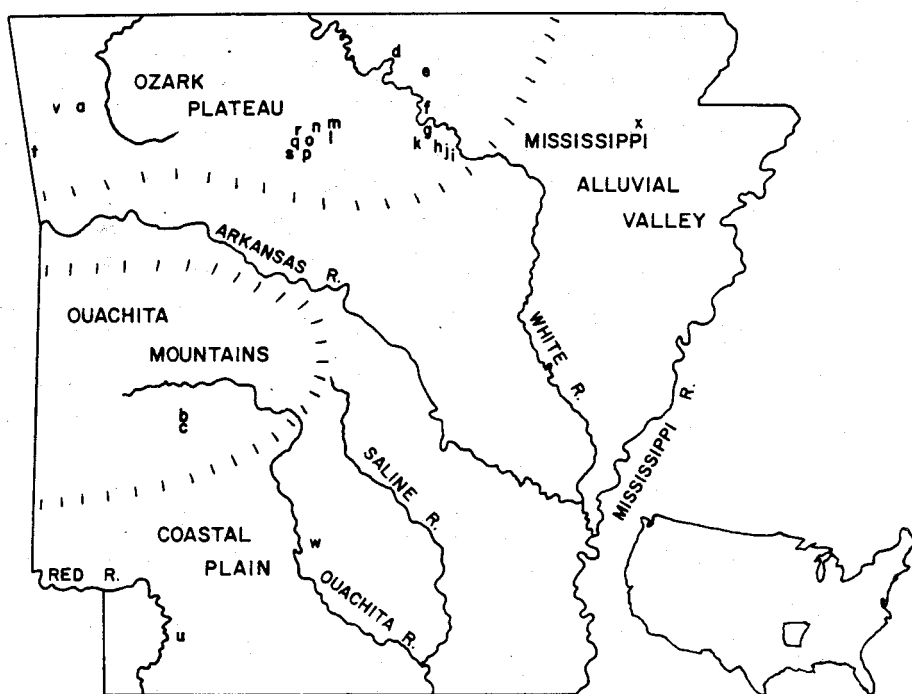 d
OZARK
e
v a
PLATEAU
f
r n m
x
g
q o l
MISSISSIPPI
k h j i
t
s p
ALLUVIAL
VALLEY
ARKANSAS R.
OUACHITA
WHITE R.
MOUNTAINS
b
c
MISSISSIPPI R.
SALINE R.
COASTAL
w
PLAIN
RED R.
OUACHITA R.
u